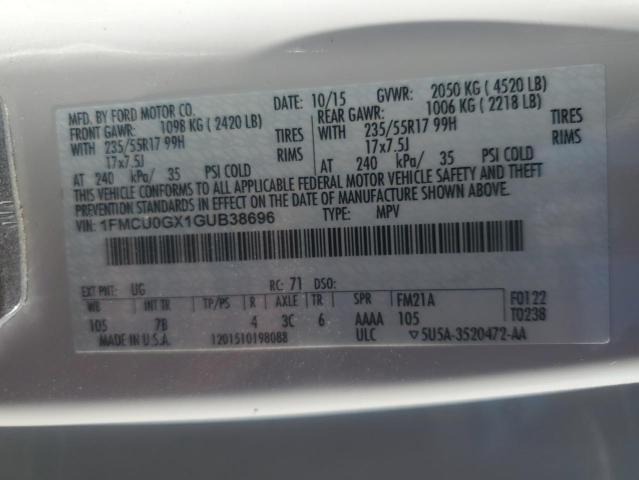 MFD. BY FORD MOTOR CO.
DATE: 10/15
GVWR: 2050 KG ( 4520 LB)
FRONT GAWR: 1098 KG ( 2420 LB)
REAR GAWR: 1006 KG ( 2218 LB)
WITH 235/55R17 99H TIRES
WITH 235/55R17 99H TIRES
17x7.5J RIMS
17x7.5J RIMS
AT 240 kPa/ 35 PSI COLD
AT 240 kPa/ 35 PSI COLD
THIS VEHICLE CONFORMS TO ALL APPLICABLE FEDERAL MOTOR VEHICLE SAFETY AND THEFT
PREVENTION STANDARDS IN EFFECT ON THE DATE OF MANUFACTURE SHOWN ABOVE.
VIN: 1FMCU0GX1GUB38696
TYPE: MPV
EXT PNT: UG RC: 71 DSO:
WB INT TR TP/PS R AXLE TR SPR FM21A F0122
105 7B 4 3C 6 AAAA 105 T0238
MADE IN U.S.A. 1201510198088 ULC ▽5U5A-3520472-AA